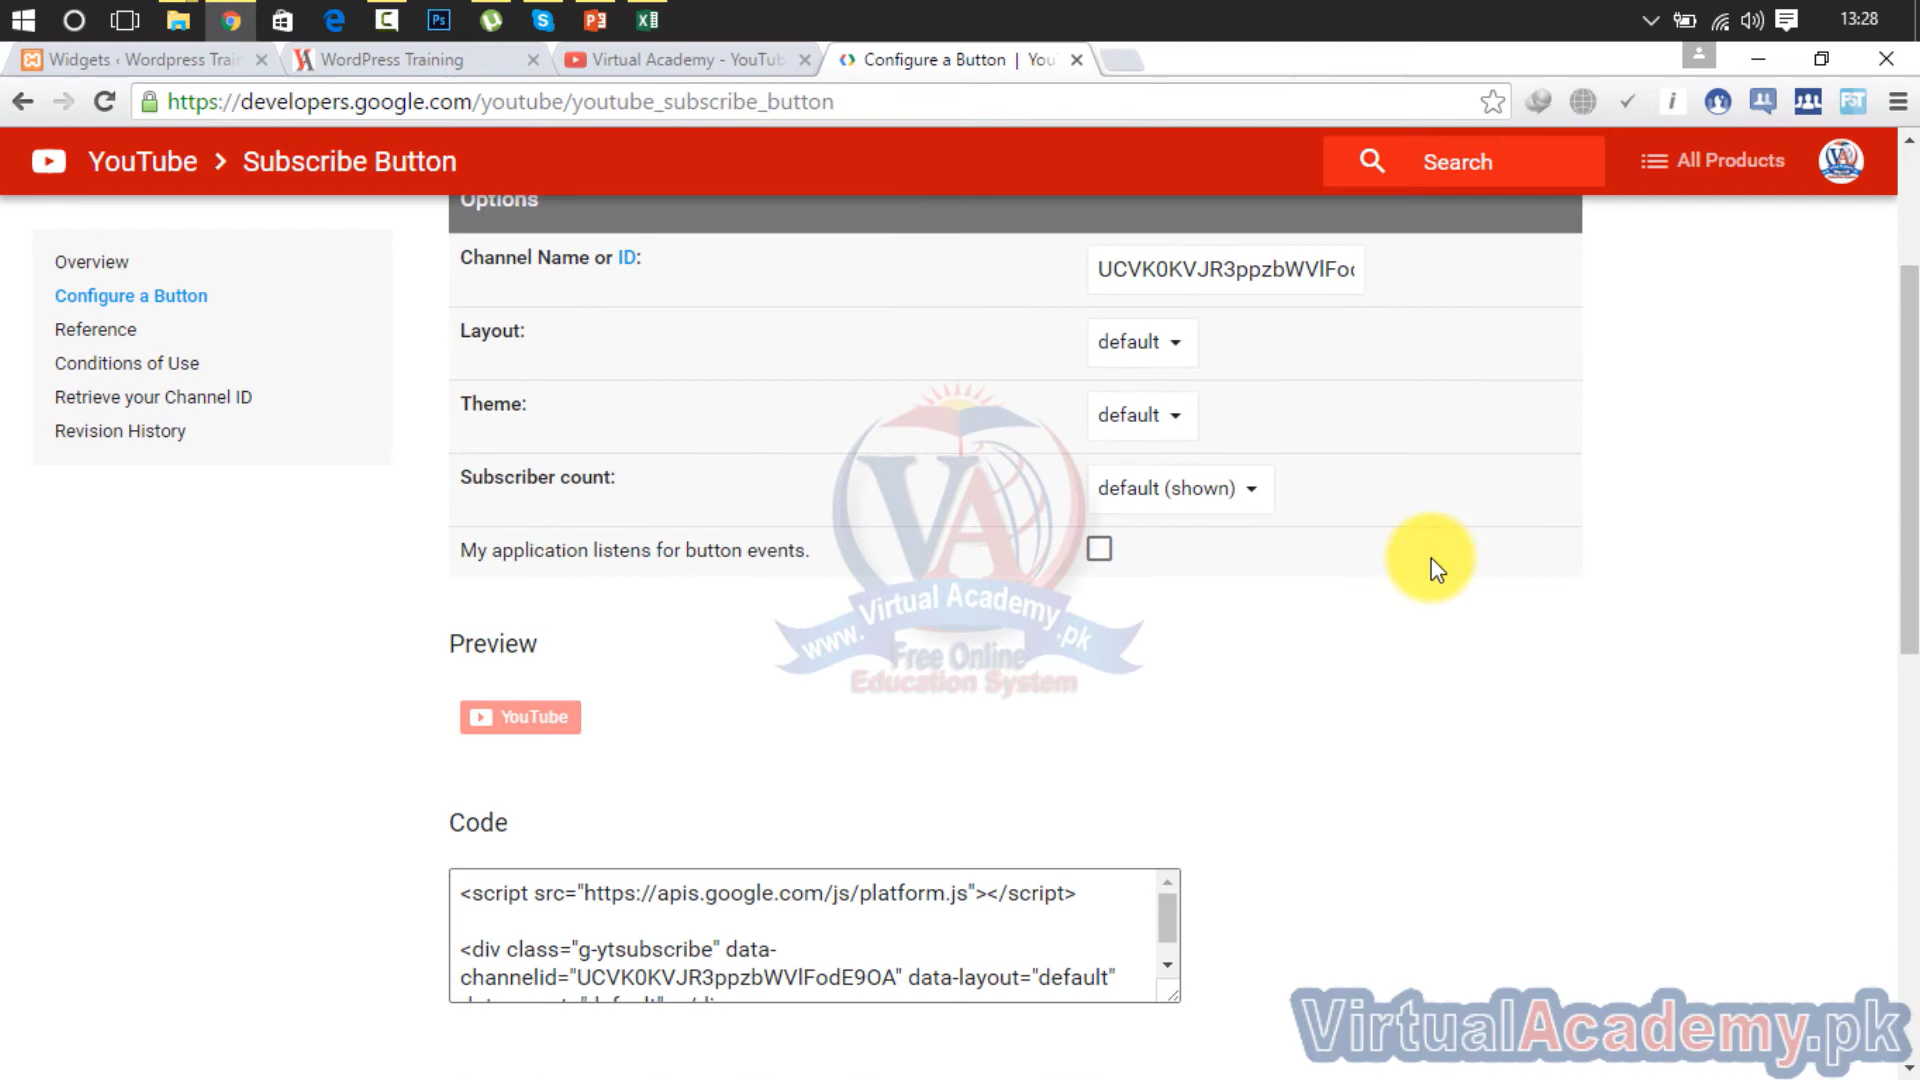 13:28
Widgets ‹ Wordpress Trai
WordPress Training
Virtual Academy - YouTub
Configure a Button | You
https://developers.google.com/youtube/youtube_subscribe_button
YouTube > Subscribe Button
Search
All Products
Options
Overview
Configure a Button
Reference
Conditions of Use
Retrieve your Channel ID
Revision History
Channel Name or ID:
UCVK0KVJR3ppzbWVlFod
Layout:
default
Theme:
default
Subscriber count:
default (shown)
My application listens for button events.
VA
www.Virtual Academy.pk
Free Online
Education System
Preview
YouTube
Code
<script src="https://apis.google.com/js/platform.js"></script>
<div class="g-ytsubscribe" data-
channelid="UCVK0KVJR3ppzbWVlFodE9OA" data-layout="default"
VirtualAcademy.pk